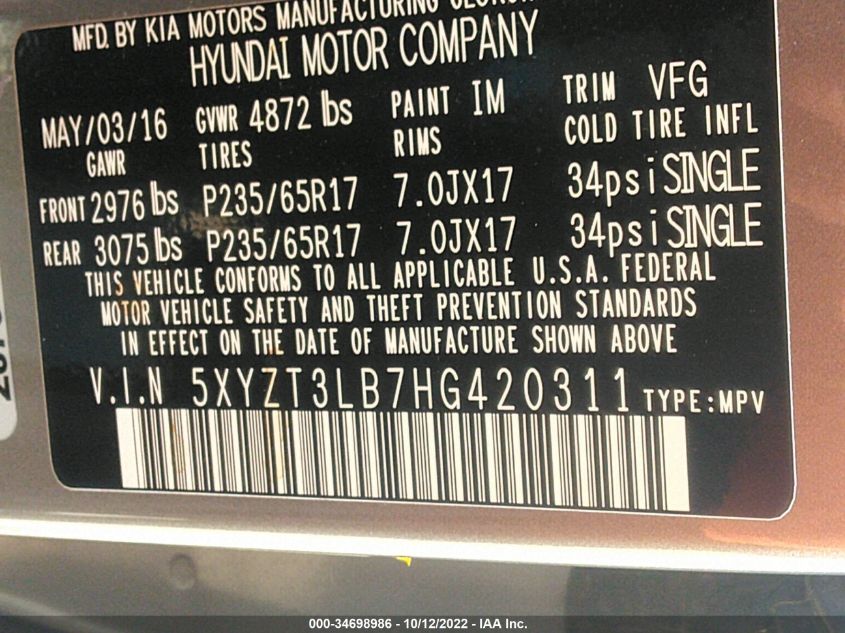 MFD. BY KIA MOTORS MANUFACTURING
HYUNDAI MOTOR COMPANY
MAY/03/16 GVWR 4872 lbs PAINT IM TRIM VFG
GAWR TIRES RIMS COLD TIRE INFL
FRONT 2976 lbs P235/65R17 7.0JX17 34psi SINGLE
REAR 3075 lbs P235/65R17 7.0JX17 34psi SINGLE
THIS VEHICLE CONFORMS TO ALL APPLICABLE U.S.A. FEDERAL
MOTOR VEHICLE SAFETY AND THEFT PREVENTION STANDARDS
IN EFFECT ON THE DATE OF MANUFACTURE SHOWN ABOVE
V.I.N 5XYZT3LB7HG420311 TYPE:MPV
000-34698986 - 10/12/2022 - IAA Inc.